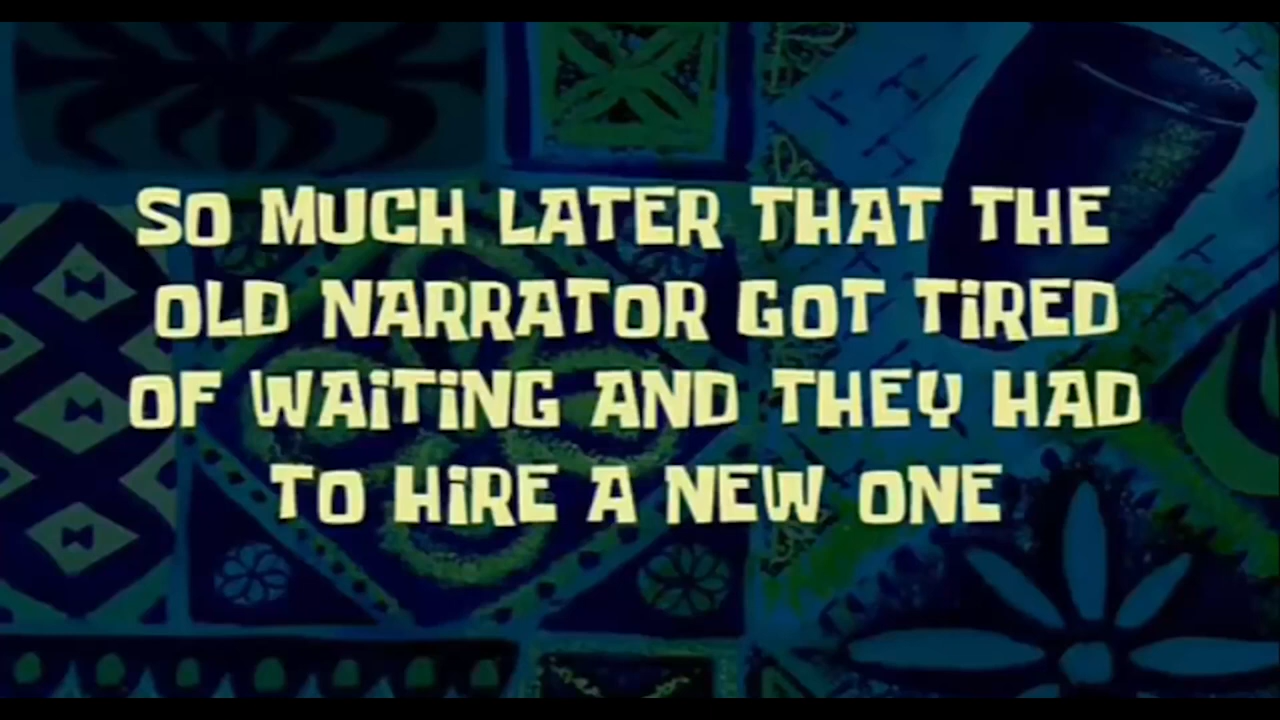 SO MUCH LATER THAT THE
OLD NARRATOR GOT TiRED
OF WAiTiNG AND THEY HAD
TO HiRE A NEW ONE